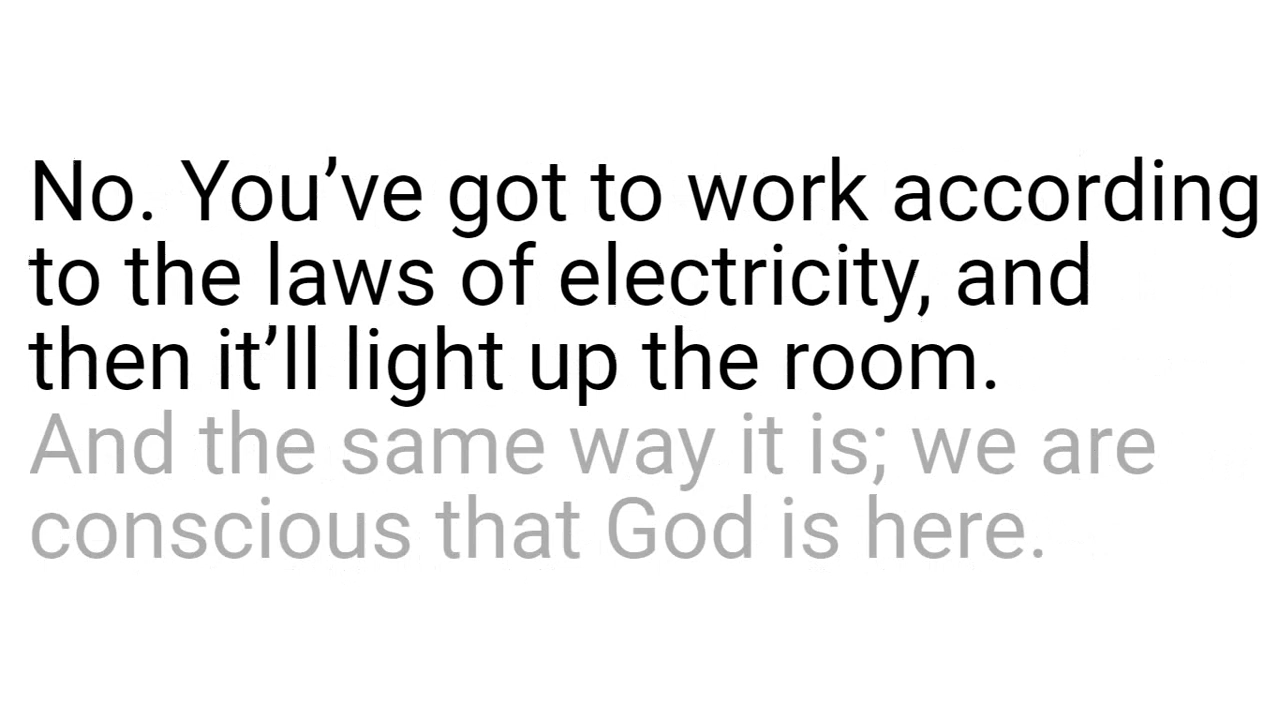 No. You’ve got to work according
to the laws of electricity, and
then it’ll light up the room.
And the same way it is; we are
conscious that God is here.